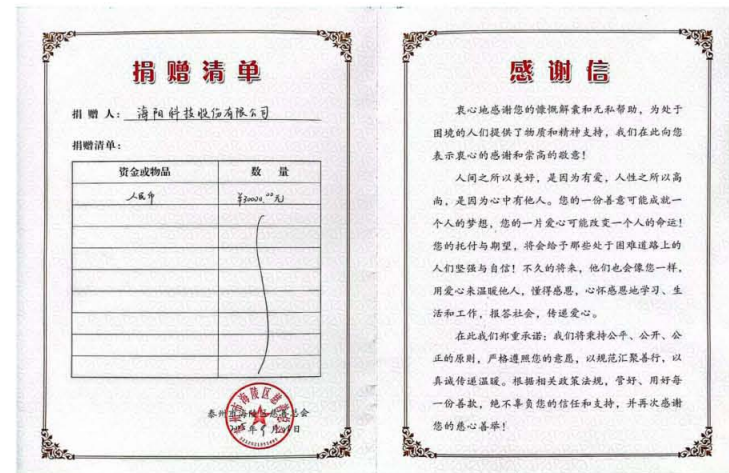 捐赠清单
捐赠人：海阳科技股份有限公司
捐赠清单：
资金或物品 数量
人民币 ¥30000.00元
泰州市海陵区慈善总会
感谢信
衷心地感谢您的慷慨解囊和无私帮助，为处于
困境的人们提供了物质和精神支持，我们在此向您
表示衷心的感谢和崇高的敬意！
人间之所以美好，是因为有爱，人性之所以高
尚，是因为心中有他人。您的一份善意可能成就一
个人的梦想，您的一片爱心可能改变一个人的命运！
您的托付与期望，将会给予那些处于困难道路上的
人们坚强与自信！不久的将来，他们也会像您一样，
用爱心来温暖他人，懂得感恩，心怀感恩地学习、生
活和工作，报答社会，传递爱心。
在此我们郑重承诺：我们将秉持公平、公开、公
正的原则，严格遵照您的意愿，以规范汇聚善行，以
真诚传递温暖。根据相关政策法规，管好、用好每
一份善款，绝不辜负您的信任和支持，并再次感谢
您的慈心善举！